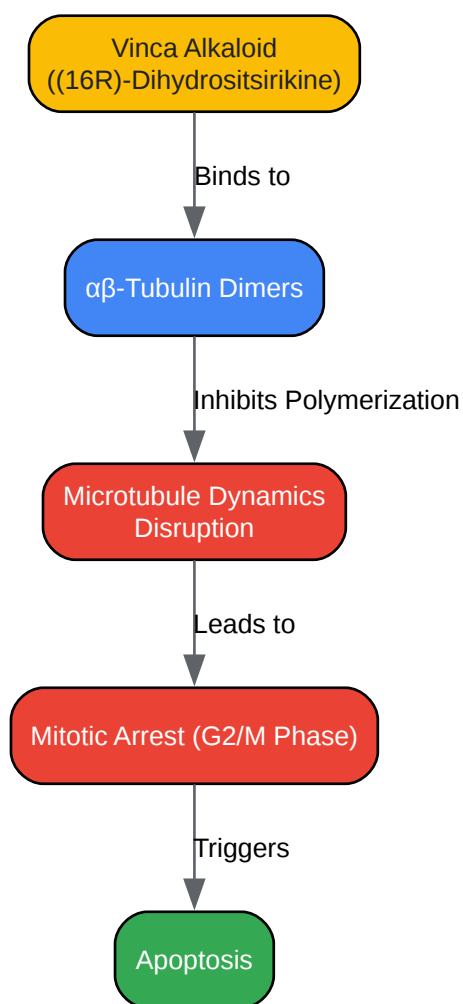 Vinca Alkaloid
((16R)-Dihydrositsirikine)
Binds to
αβ-Tubulin Dimers
Inhibits Polymerization
Microtubule Dynamics
Disruption
Leads to
Mitotic Arrest (G2/M Phase)
Triggers
Apoptosis